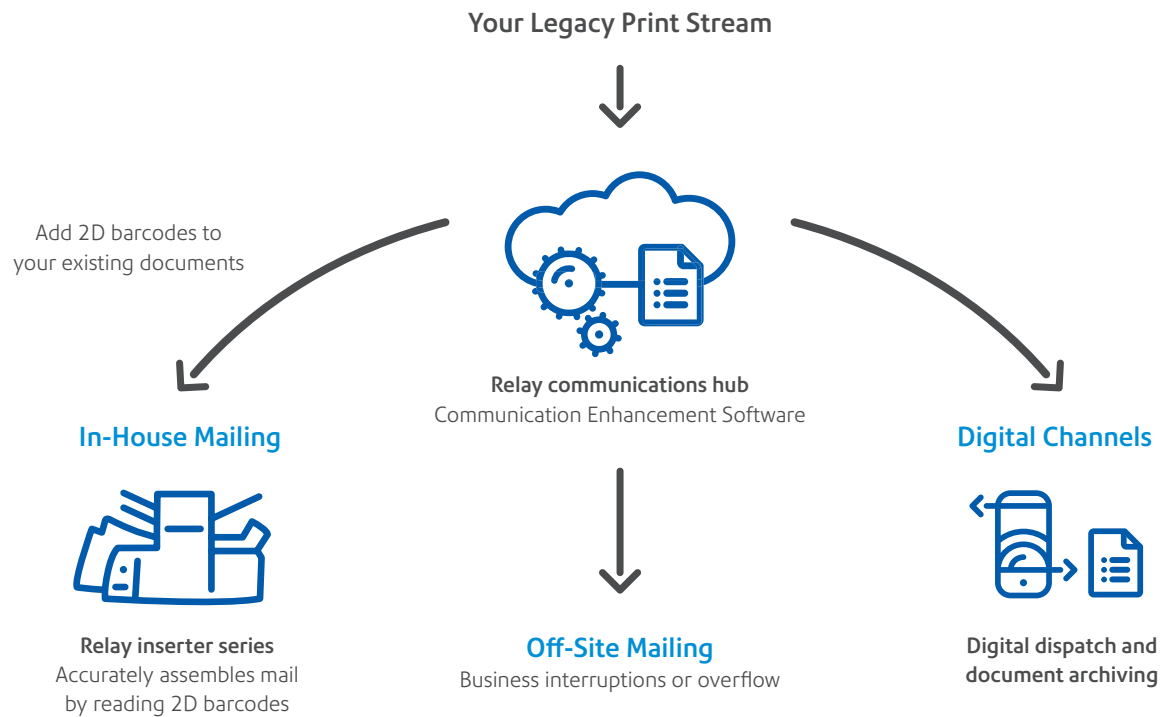 Your Legacy Print Stream
Add 2D barcodes to
your existing documents
Relay communications hub
Communication Enhancement Software
In-House Mailing
Relay inserter series
Accurately assembles mail
by reading 2D barcodes
Off-Site Mailing
Business interruptions or overflow
Digital Channels
Digital dispatch and
document archiving